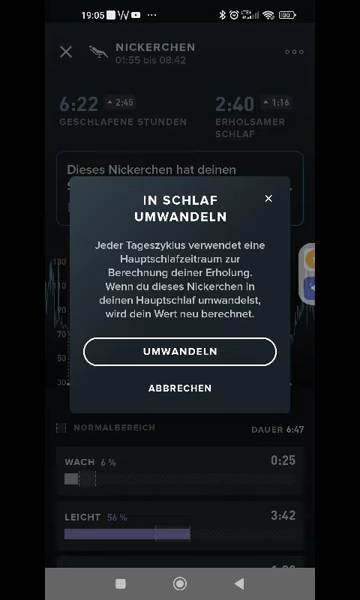 19:05
NICKERCHEN
01:55 bis 08:42
6:22 2:45
2:40 1:16
GESCHLAFENE STUNDEN
ERHOLSAMER
SCHLAF
Dieses Nickerchen hat deinen
IN SCHLAF
UMWANDELN
Jeder Tageszyklus verwendet eine
Hauptschlafzeitraum zur
Berechnung deiner Erholung.
Wenn du dieses Nickerchen in
deinen Hauptschlaf umwandelst,
wird dein Wert neu berechnet.
UMWANDELN
ABBRECHEN
NORMALBEREICH
DAUER 6:47
WACH 6 %
0:25
LEICHT 56 %
3:42